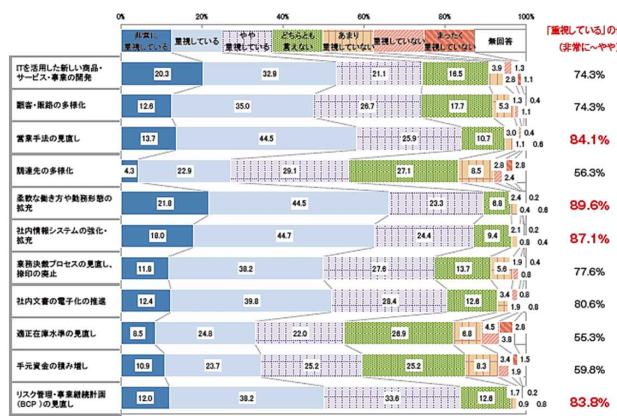 0% 20% 40% 60% 80% 100%
「重視している」の
(非常に～やや)
非常に重視している
重視している
やや重視している
どちらとも言えない
あまり重視していない
重視していない
まったく重視していない
無回答
ITを活用した新しい商品・
サービス・事業の開発
20.3 32.9 21.1 16.5 3.9 2.8 1.3 1.1 74.3%
顧客・販路の多様化
12.6 35.0 26.7 17.7 5.3 1.3 1.1 0.4 74.3%
営業手法の見直し
13.7 44.5 25.9 10.7 3.0 1.1 0.4 0.6 84.1%
調達先の多様化
4.3 22.9 29.1 27.1 8.5 2.8 2.4 2.8 56.3%
柔軟な働き方や勤務形態の
拡充
21.8 44.5 23.3 6.8 2.4 0.4 0.2 0.6 89.6%
社内情報システムの強化・
拡充
18.0 44.7 24.4 9.4 2.1 0.8 0.2 0.4 87.1%
業務決裁プロセスの見直し、
捺印の廃止
11.8 38.2 27.6 13.7 5.6 1.9 0.8 0.4 77.6%
社内文書の電子化の推進
12.4 39.8 28.4 12.6 3.4 1.9 0.8 0.9 80.6%
適正在庫水準の見直し
8.5 24.8 22.0 26.9 6.8 4.5 3.8 2.8 55.3%
手元資金の積み増し
10.9 23.7 25.2 25.2 8.3 3.4 1.9 1.5 59.8%
リスク管理・事業継続計画
(BCP)の見直し
12.0 38.2 33.6 12.6 1.7 0.9 0.2 0.8 83.8%